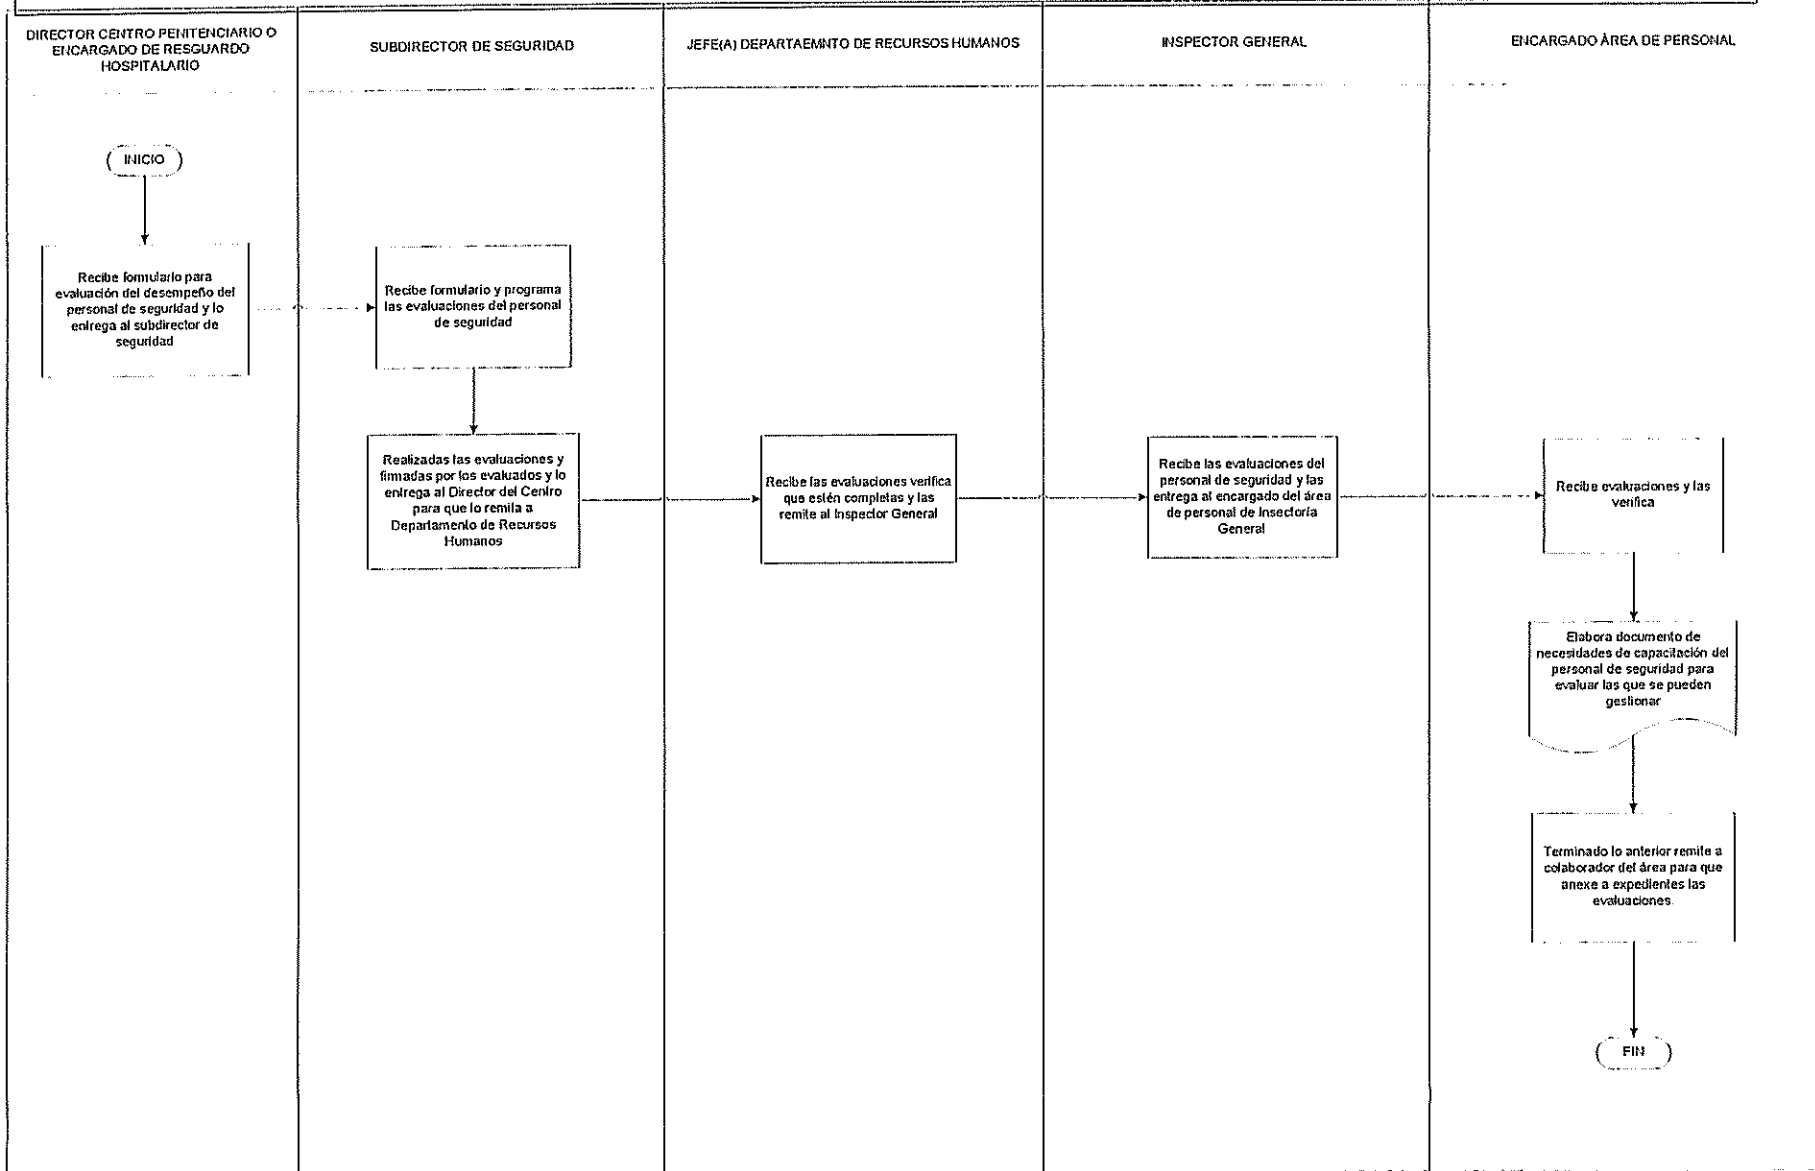 DIRECTOR CENTRO PENITENCIARIO O
ENCARGADO DE RESGUARDO
HOSPITALARIO
SUBDIRECTOR DE SEGURIDAD
JEFE(A) DEPARTAEMNTO DE RECURSOS HUMANOS
INSPECTOR GENERAL
ENCARGADO ÁREA DE PERSONAL
INICIO
Recibe formulario para
evaluación del desempeño del
personal de seguridad y lo
entrega al subdirector de
seguridad
Recibe formulario y programa
las evaluaciones del personal
de seguridad
Realizadas las evaluaciones y
firmadas por los evaluados y lo
entrega al Director del Centro
para que lo remita a
Departamento de Recursos
Humanos
Recibe las evaluaciones verifica
que estén completas y las
remite al Inspector General
Recibe las evaluaciones del
personal de seguridad y las
entrega al encargado del área
de personal de Insectoría
General
Recibe evaluaciones y las
verifica
Elabora documento de
necesidades de capacitación del
personal de seguridad para
evaluar las que se pueden
gestionar
Terminado lo anterior remite a
colaborador del área para que
anexe a expedientes las
evaluaciones.
FIN